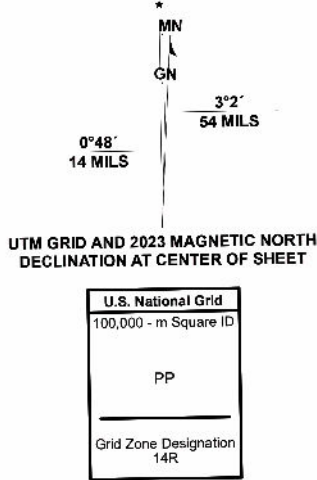 ★
MN
GN
3°2´
54 MILS
0°48´
14 MILS
UTM GRID AND 2023 MAGNETIC NORTH
DECLINATION AT CENTER OF SHEET
U.S. National Grid
100,000 - m Square ID
PP
Grid Zone Designation
14R